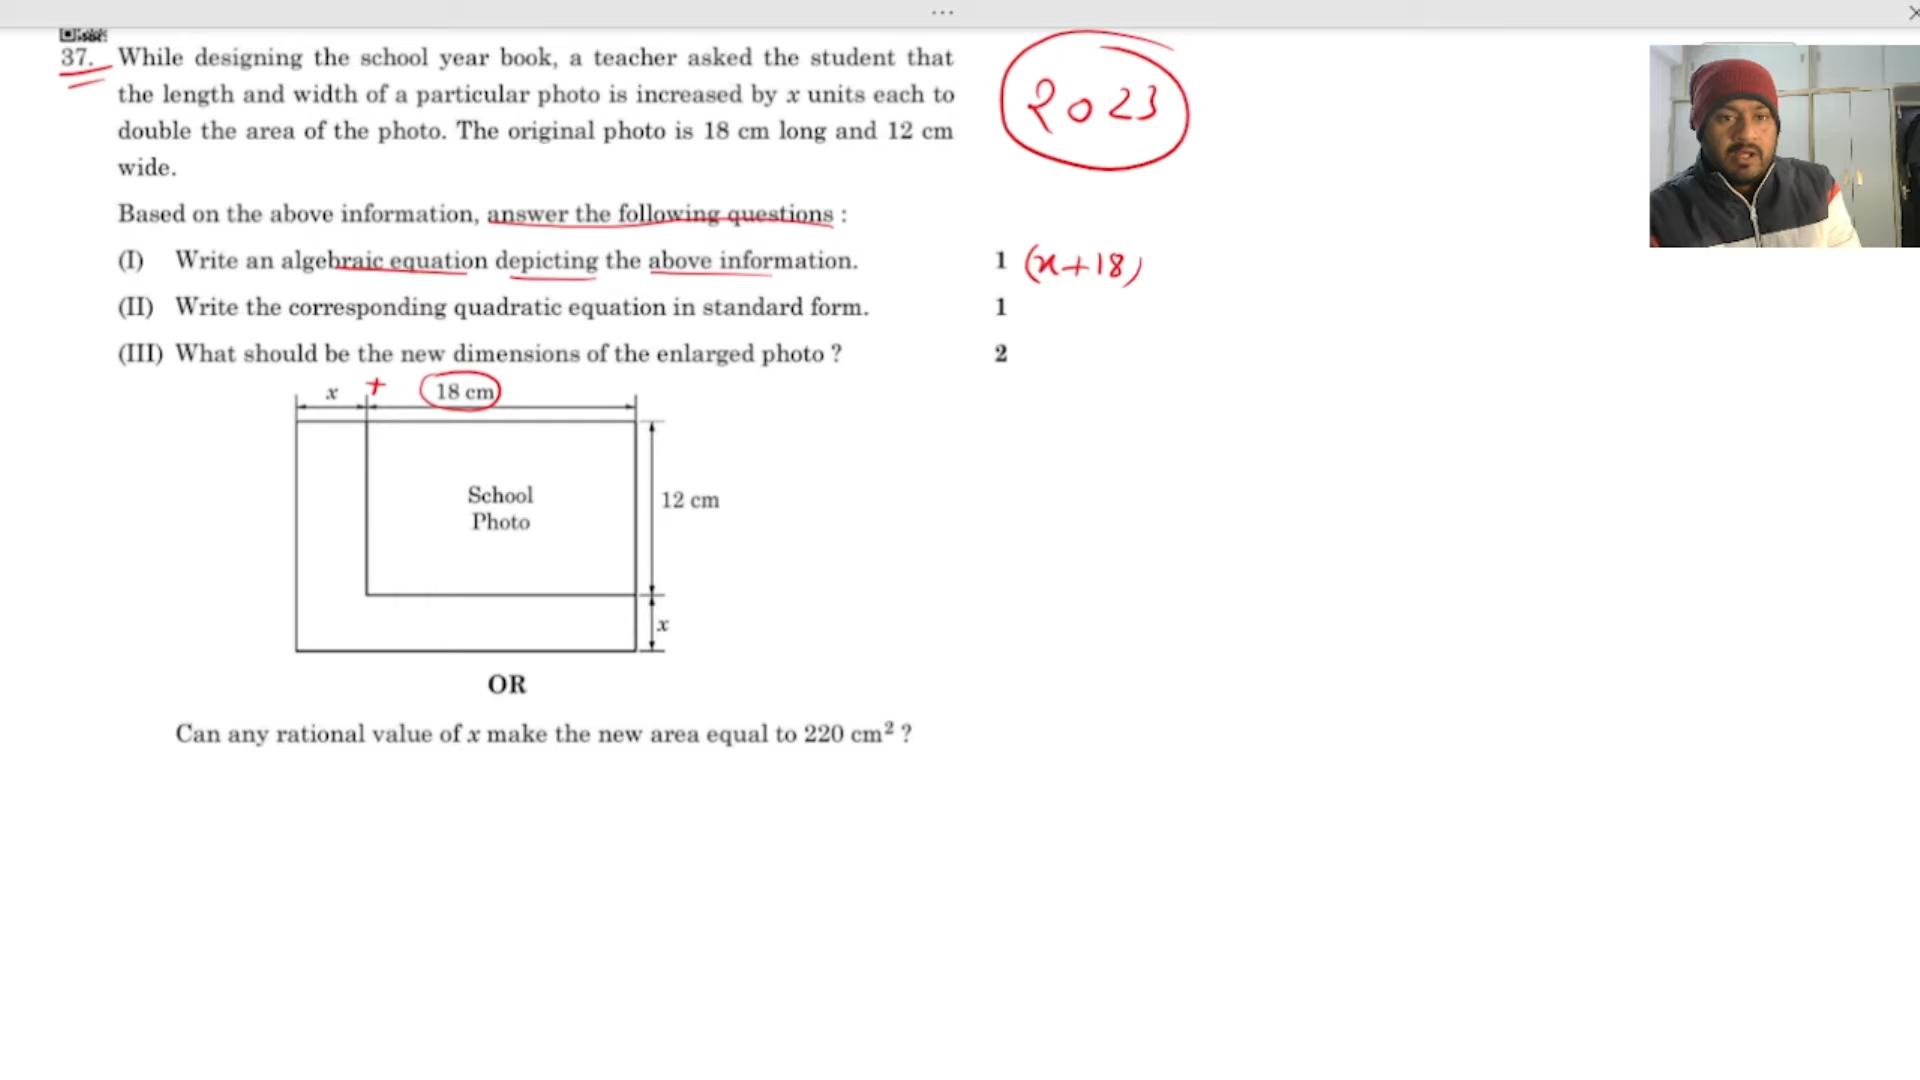 37. While designing the school year book, a teacher asked the student that
the length and width of a particular photo is increased by x units each to
double the area of the photo. The original photo is 18 cm long and 12 cm
wide.
2023
Based on the above information, answer the following questions :
(I) Write an algebraic equation depicting the above information. 1 (x+18)
(II) Write the corresponding quadratic equation in standard form. 1
(III) What should be the new dimensions of the enlarged photo ? 2
x + 18 cm
School
Photo
12 cm
x
OR
Can any rational value of x make the new area equal to 220 cm² ?